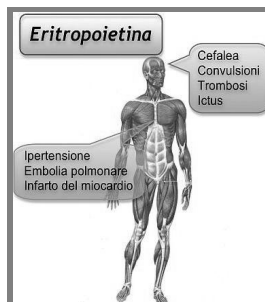 Eritropoietina
Cefalea
Convulsioni
Trombosi
Ictus
Ipertensione
Embolia polmonare
Infarto del miocardio